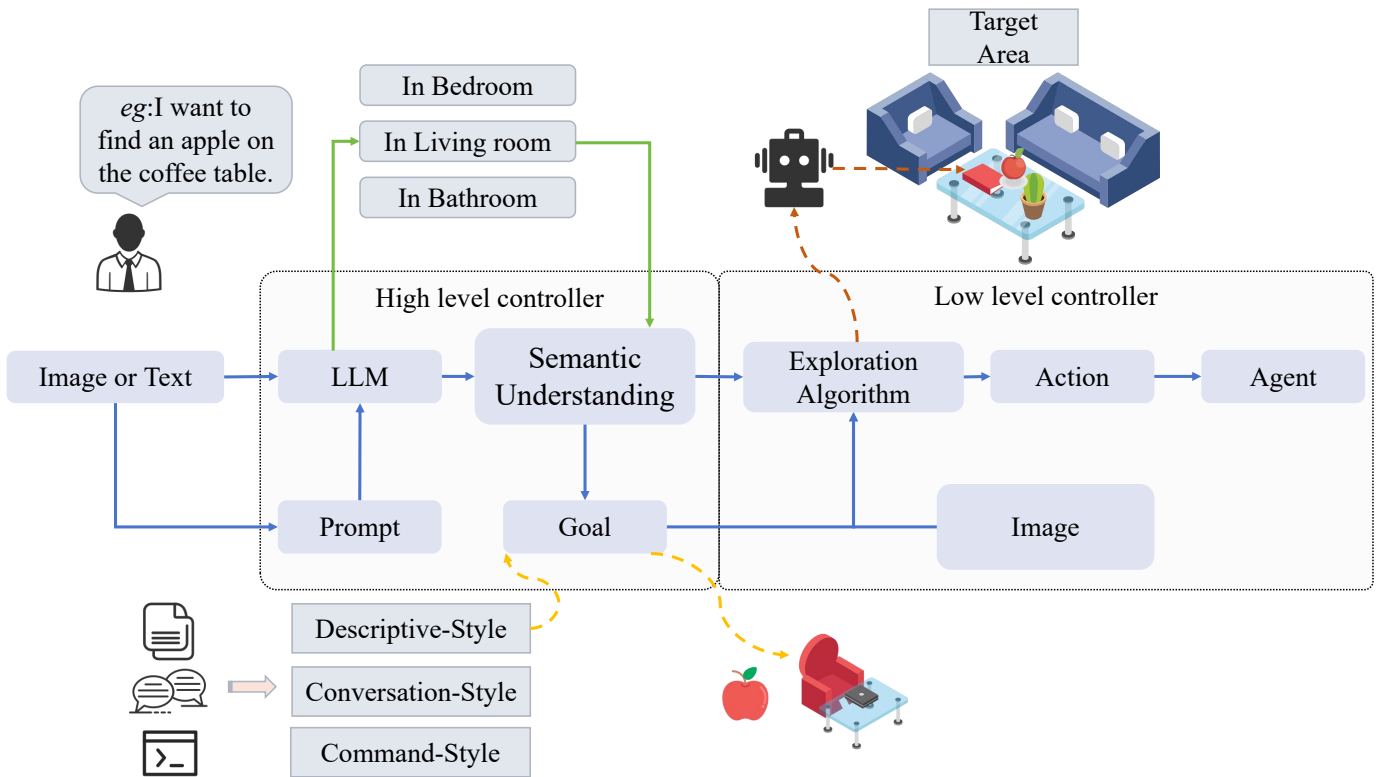 Target
Area
In Bedroom
eg:I want to
find an apple on
the coffee table.
In Living room
In Bathroom
High level controller
Low level controller
Image or Text
LLM
Semantic
Understanding
Exploration
Algorithm
Action
Agent
Prompt
Goal
Image
Descriptive-Style
Conversation-Style
Command-Style